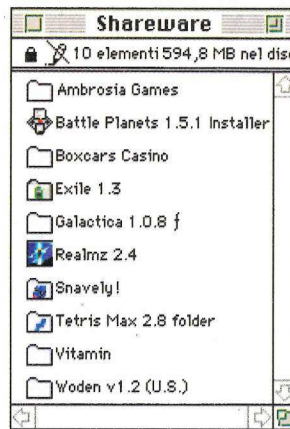 Shareware
10 elementi 594,8 MB nel disc
Ambrosia Games
Battle Planets 1.5.1 Installer
Boxcars Casino
Exile 1.3
Galactica 1.0.8 ƒ
Realmz 2.4
Snavely!
Tetris Max 2.8 folder
Vitamin
Woden v1.2 (U.S.)